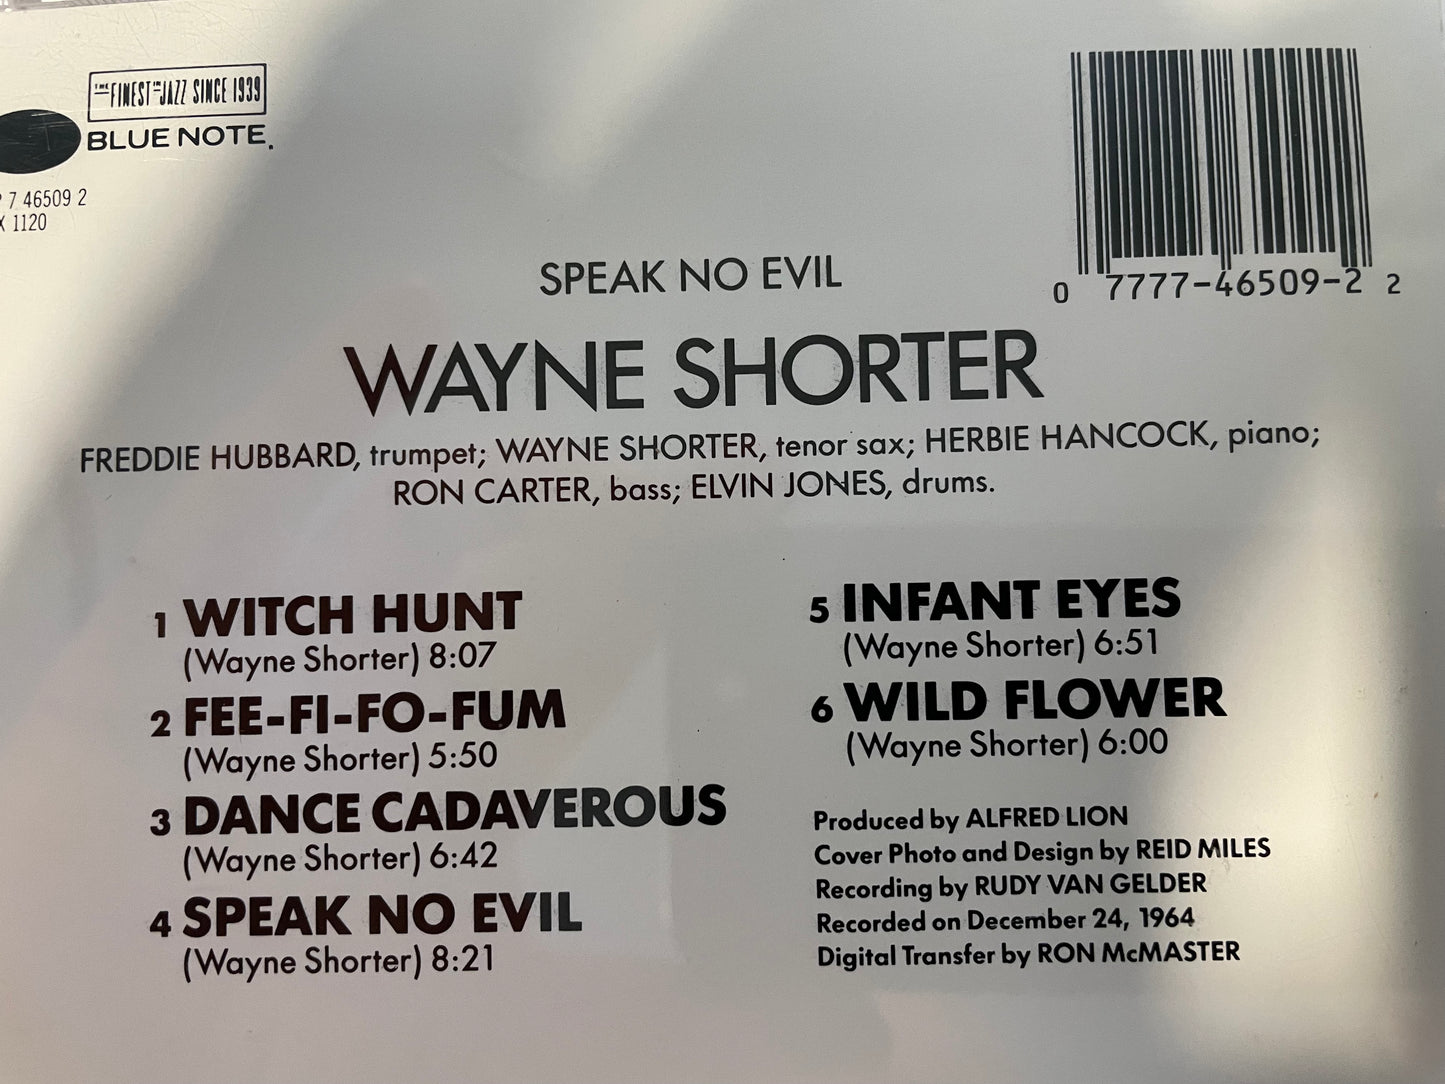 THE FINEST IN JAZZ SINCE 1939
BLUE NOTE.
7 46509 2
1120
0 7777-46509-2 2
SPEAK NO EVIL
WAYNE SHORTER
FREDDIE HUBBARD, trumpet; WAYNE SHORTER, tenor sax; HERBIE HANCOCK, piano;
RON CARTER, bass; ELVIN JONES, drums.
1 WITCH HUNT
(Wayne Shorter) 8:07
2 FEE-FI-FO-FUM
(Wayne Shorter) 5:50
3 DANCE CADAVEROUS
(Wayne Shorter) 6:42
4 SPEAK NO EVIL
(Wayne Shorter) 8:21
5 INFANT EYES
(Wayne Shorter) 6:51
6 WILD FLOWER
(Wayne Shorter) 6:00
Produced by ALFRED LION
Cover Photo and Design by REID MILES
Recording by RUDY VAN GELDER
Recorded on December 24, 1964
Digital Transfer by RON McMASTER